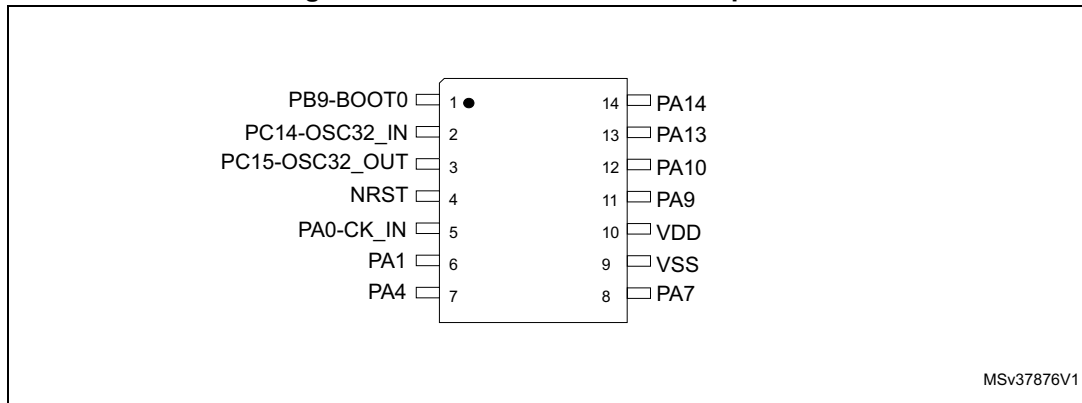 PB9-BOOT0 1 14 PA14
PC14-OSC32_IN 2 13 PA13
PC15-OSC32_OUT 3 12 PA10
NRST 4 11 PA9
PA0-CK_IN 5 10 VDD
PA1 6 9 VSS
PA4 7 8 PA7
MSv37876V1